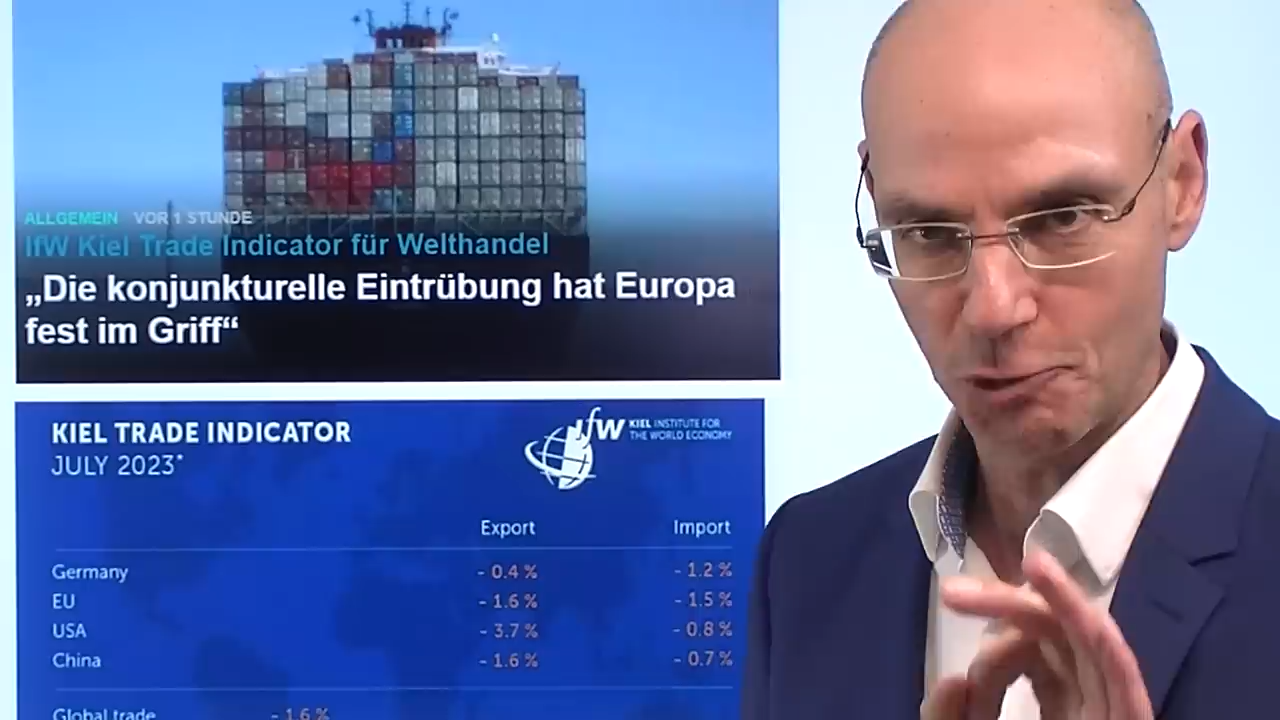 ALLGEMEIN VOR 1 STUNDE
IfW Kiel Trade Indicator für Welthandel
„Die konjunkturelle Eintrübung hat Europa
fest im Griff“
KIEL TRADE INDICATOR
JULY 2023*
IfW KIEL INSTITUTE FOR
THE WORLD ECONOMY
Export Import
Germany - 0.4 % - 1.2 %
EU - 1.6 % - 1.5 %
USA - 3.7 % - 0.8 %
China - 1.6 % - 0.7 %
Global trade - 1.6 %